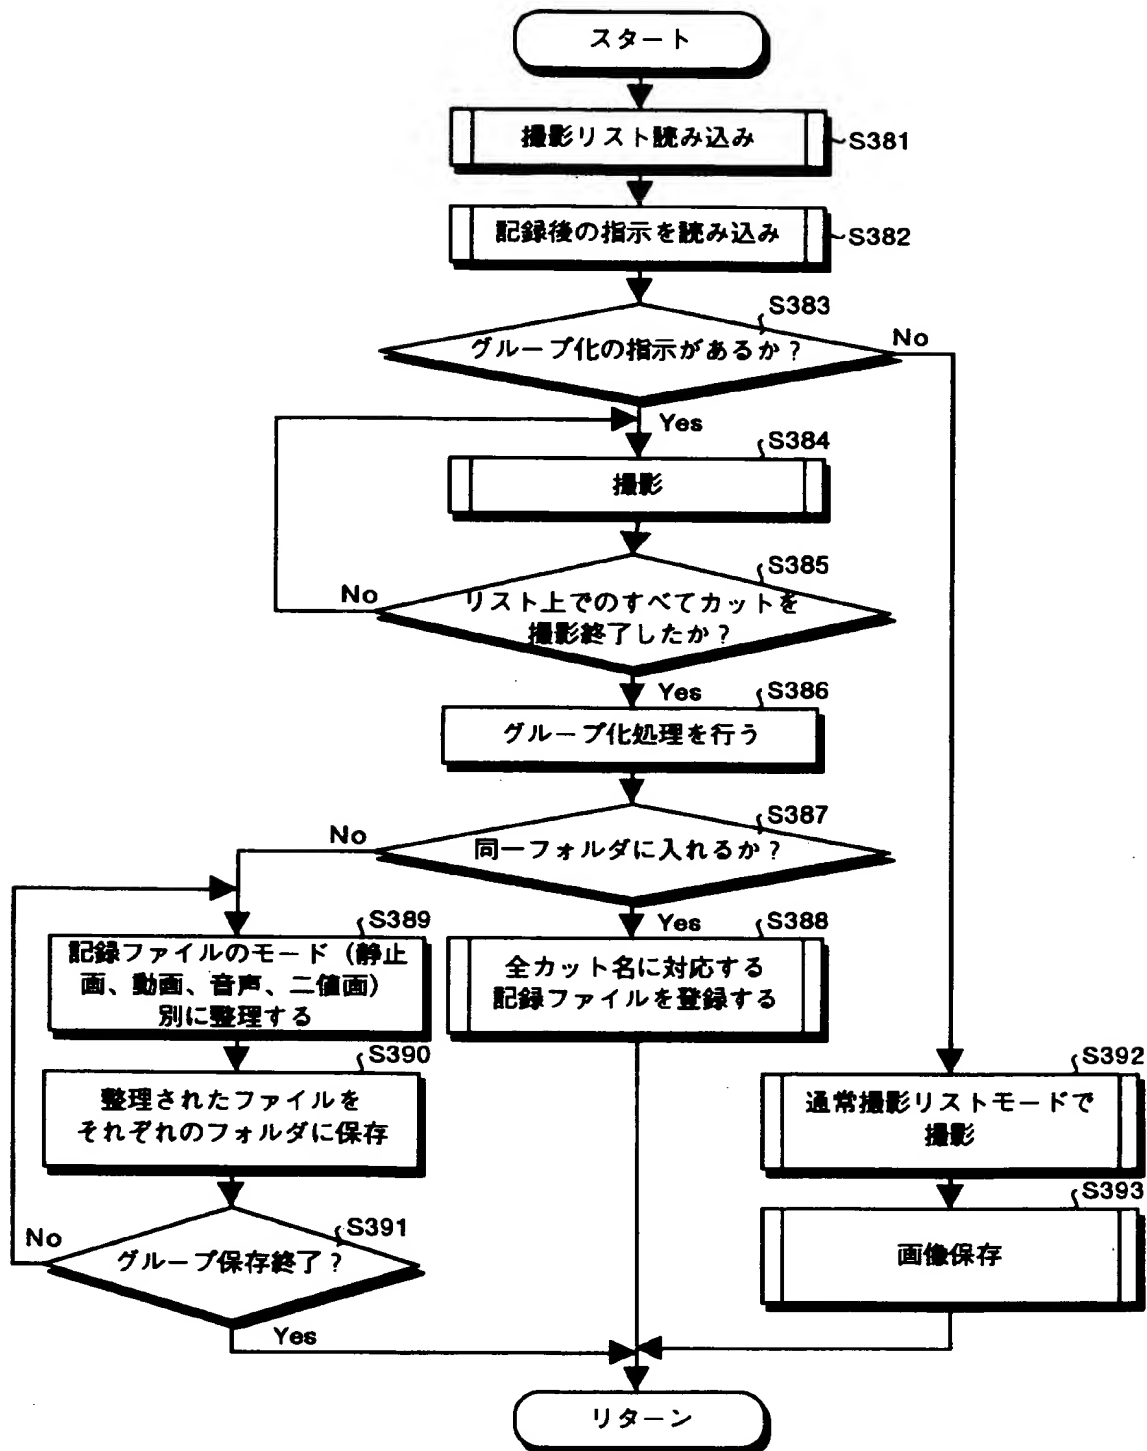 スタート
撮影リスト読み込み
S381
記録後の指示を読み込み
S382
S383
グループ化の指示があるか?
No
Yes
S384
撮影
S385
No
リスト上でのすべてカットを
撮影終了したか?
Yes
S386
グループ化処理を行う
S387
No
同一フォルダに入れるか?
S389
記録ファイルのモード(静止
画、動画、音声、二値画)
別に整理する
Yes
S388
全カット名に対応する
記録ファイルを登録する
S390
整理されたファイルを
それぞれのフォルダに保存
S392
通常撮影リストモードで
撮影
S391
No
グループ保存終了?
Yes
S393
画像保存
リターン